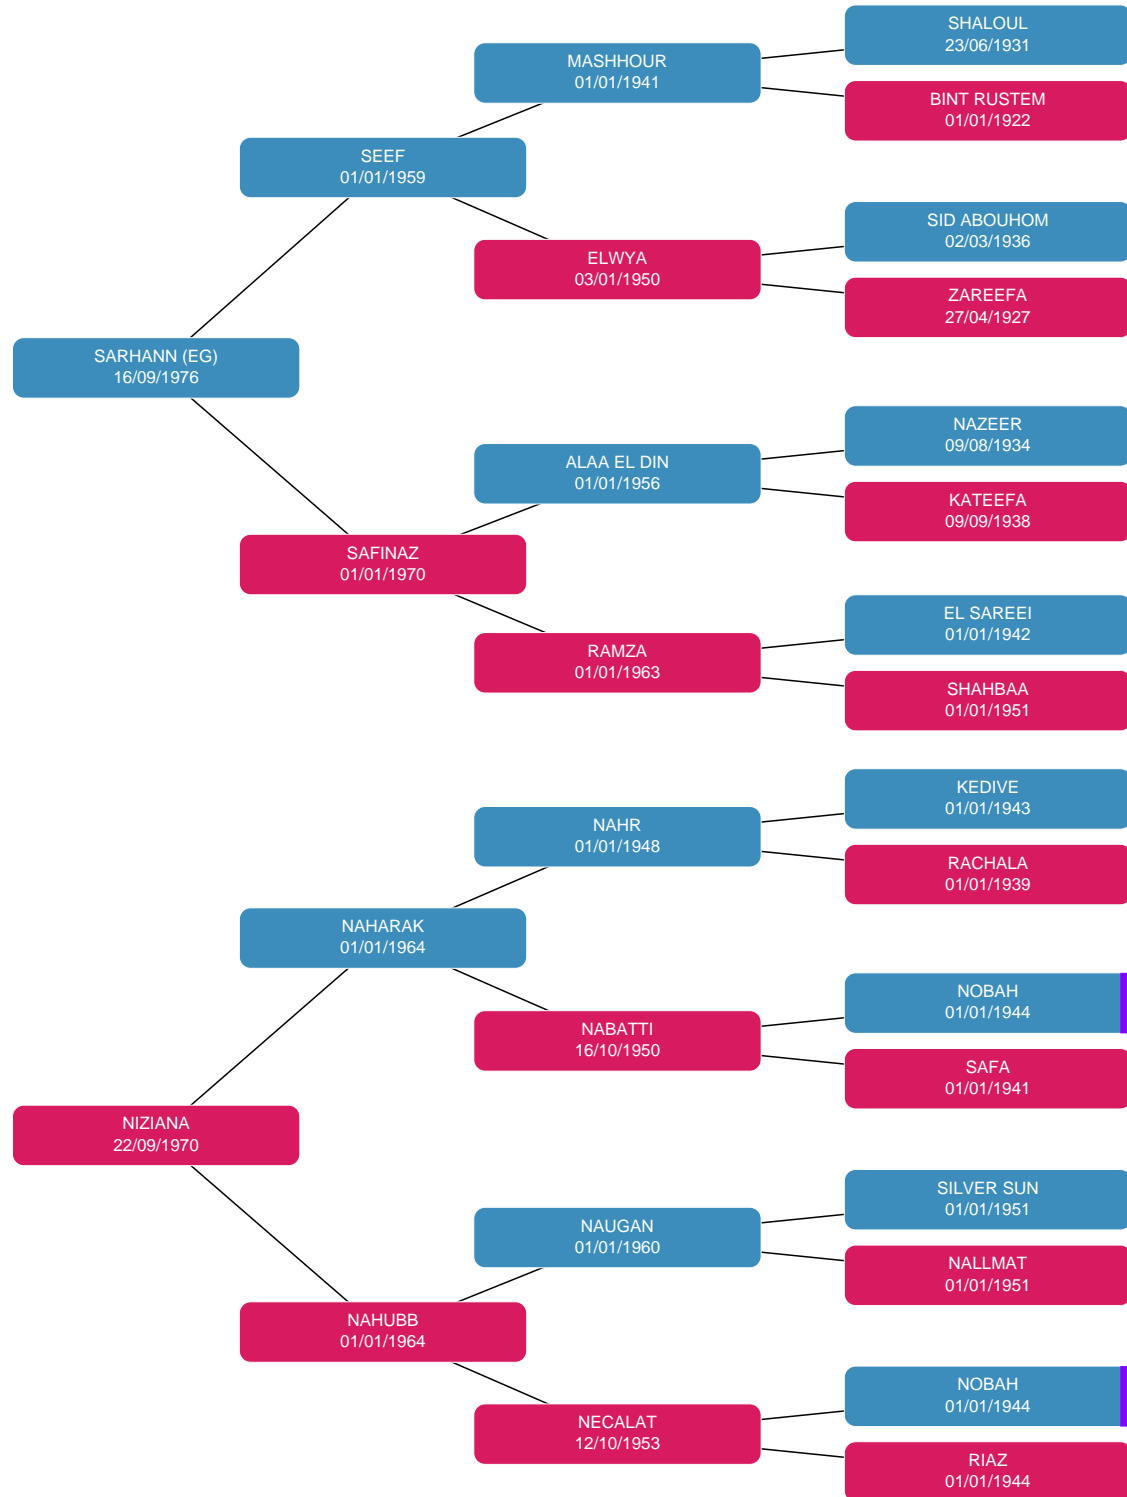 SHALOUL
23/06/1931
MASHHOUR
01/01/1941
BINT RUSTEM
01/01/1922
SEEF
01/01/1959
SID ABOUHOM
02/03/1936
ELWYA
03/01/1950
ZAREEFA
27/04/1927
SARHANN (EG)
16/09/1976
NAZEER
09/08/1934
ALAA EL DIN
01/01/1956
KATEEFA
09/09/1938
SAFINAZ
01/01/1970
EL SAREEI
01/01/1942
RAMZA
01/01/1963
SHAHBAA
01/01/1951
KEDIVE
01/01/1943
NAHR
01/01/1948
RACHALA
01/01/1939
NAHARAK
01/01/1964
NOBAH
01/01/1944
NABATTI
16/10/1950
SAFA
01/01/1941
NIZIANA
22/09/1970
SILVER SUN
01/01/1951
NAUGAN
01/01/1960
NALLMAT
01/01/1951
NAHUBB
01/01/1964
NOBAH
01/01/1944
NECALAT
12/10/1953
RIAZ
01/01/1944